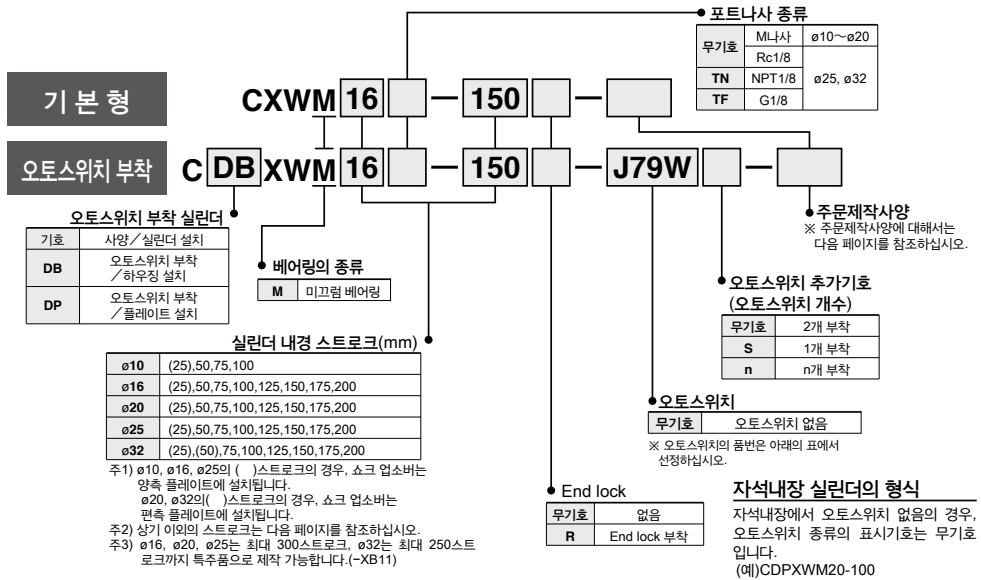 포트나사 종류
무기호 M나사 ø10～ø20
Rc1/8 ø25, ø32
TN NPT1/8
TF G1/8
기 본 형
CXWM 16 — 150 —
오토스위치 부착
C DB XWM 16 — 150 — J79W —
오토스위치 부착 실린더
기호 사양／실린더 설치
DB 오토스위치 부착
／하우징 설치
DP 오토스위치 부착
／플레이트 설치
베어링의 종류
M 미끄럼 베어링
주문제작사양
※ 주문제작사양에 대해서는
다음 페이지를 참조하십시오.
오토스위치 추가기호
(오토스위치 개수)
무기호 2개 부착
S 1개 부착
n n개 부착
실린더 내경 스트로크(mm)
ø10 (25),50,75,100
ø16 (25),50,75,100,125,150,175,200
ø20 (25),50,75,100,125,150,175,200
ø25 (25),50,75,100,125,150,175,200
ø32 (25),(50),75,100,125,150,175,200
주1) ø10, ø16, ø25의 ( )스트로크의 경우, 쇼크 업소버는
양측 플레이트에 설치됩니다.
ø20, ø32의( )스트로크의 경우, 쇼크 업소버는
편측 플레이트에 설치됩니다.
주2) 상기 이외의 스트로크는 다음 페이지를 참조하십시오.
주3) ø16, ø20, ø25는 최대 300스트로크, ø32는 최대 250스트
로크까지 특주품으로 제작 가능합니다.(−XB11)
오토스위치
무기호 오토스위치 없음
※ 오토스위치의 품번은 아래의 표에서
선정하십시오.
End lock
무기호 없음
R End lock 부착
자석내장 실린더의 형식
자석내장에서 오토스위치 없음의 경우,
오토스위치 종류의 표시기호는 무기호
입니다.
(예)CDPXWM20-100